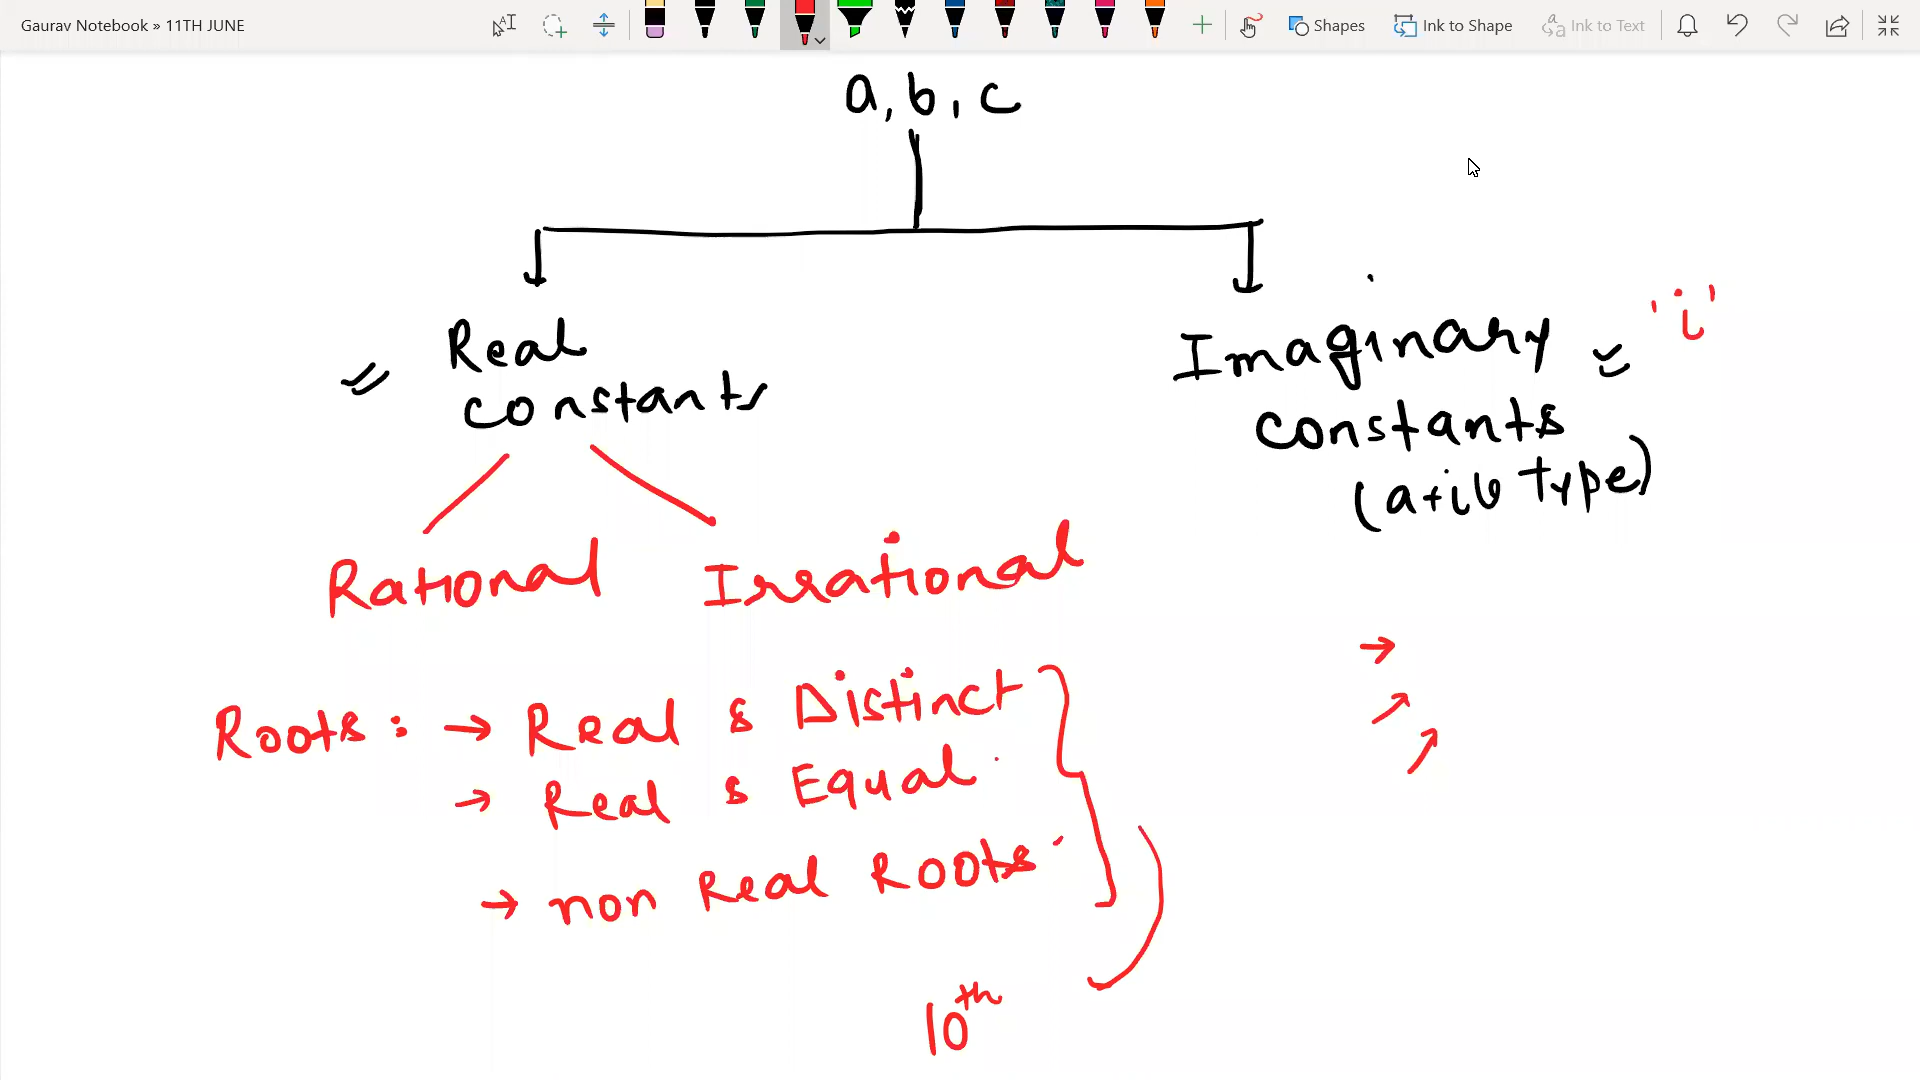 Gaurav Notebook » 11TH JUNE
Shapes
Ink to Shape
Ink to Text
a, b, c
Real
constants
Imaginary
'i'
constants
(a+ib Type)
Rational
Irrational
Roots: → Real & Distinct
→ Real & Equal
→ non Real Roots
10th